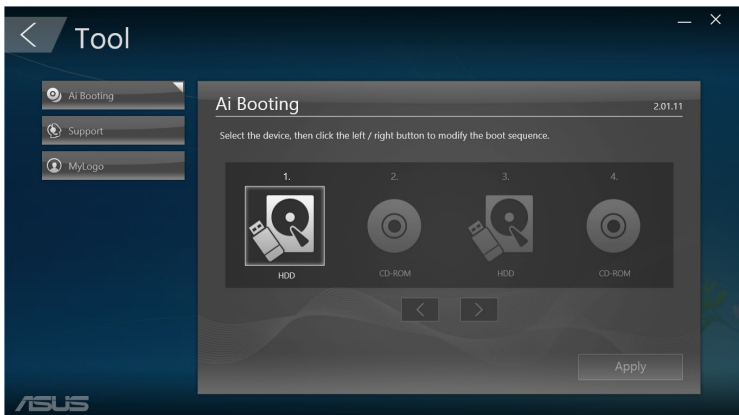 Tool
Ai Booting
Support
MyLogo
Ai Booting
2.01.11
Select the device, then click the left / right button to modify the boot sequence.
1. 2. 3. 4.
HDD CD-ROM HDD CD-ROM
Apply
ASUS